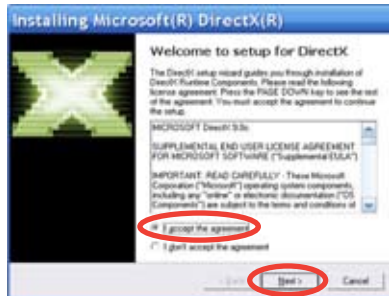 Installing Microsoft(R) DirectX(R)
Welcome to setup for DirectX
The DirectX setup wizard guides you through installation of
DirectX Runtime Components. Please read the following
license agreement. Press the PAGE DOWN key to see the rest
of the agreement. You must accept the agreement to continue
the setup.
MICROSOFT DirectX 9.0c
SUPPLEMENTAL END USER LICENSE AGREEMENT
FOR MICROSOFT SOFTWARE ("Supplemental EULA")
IMPORTANT: READ CAREFULLY - These Microsoft
Corporation ("Microsoft") operating system components,
including any "online" or electronic documentation ("OS
Components") are subject to the terms and conditions of
I accept the agreement
I don't accept the agreement
< Back
Next >
Cancel